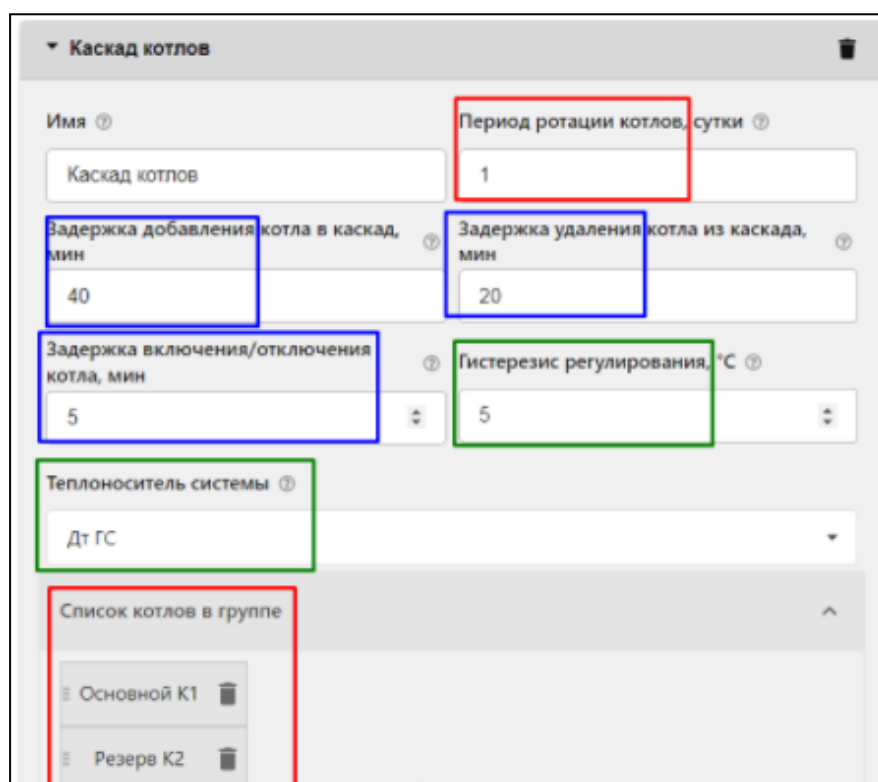 Каскад котлов
Имя
Период ротации котлов, сутки
Каскад котлов
1
Задержка добавления котла в каскад,
мин
Задержка удаления котла из каскада,
мин
40
20
Задержка включения/отключения
котла, мин
Гистерезис регулирования, °C
5
5
Теплоноситель системы
Дт ГС
Список котлов в группе
Основной К1
Резерв К2